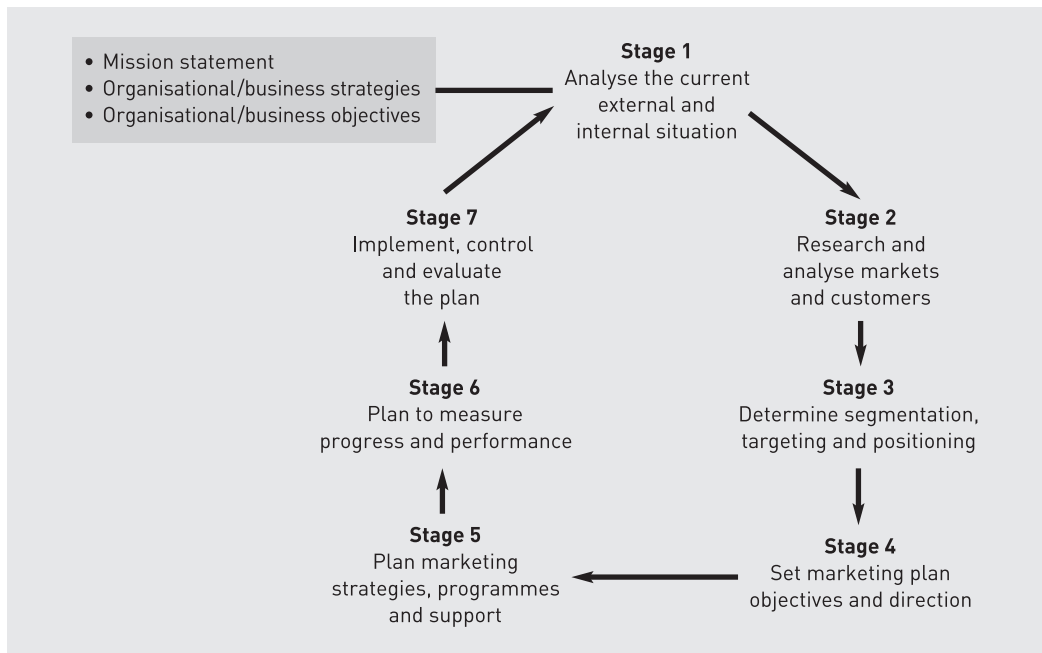 • Mission statement
• Organisational/business strategies
• Organisational/business objectives
Stage 1
Analyse the current
external and
internal situation
Stage 2
Research and
analyse markets
and customers
Stage 3
Determine segmentation,
targeting and positioning
Stage 4
Set marketing plan
objectives and direction
Stage 5
Plan marketing
strategies, programmes
and support
Stage 6
Plan to measure
progress and performance
Stage 7
Implement, control
and evaluate
the plan